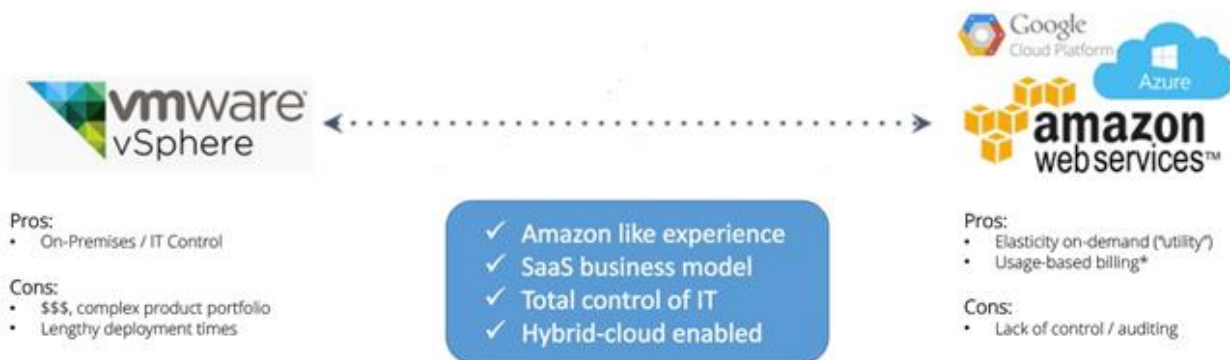 vmware®
vSphere
Pros:
• On-Premises / IT Control
Cons:
• $$$, complex product portfolio
• Lengthy deployment times
✓ Amazon like experience
✓ SaaS business model
✓ Total control of IT
✓ Hybrid-cloud enabled
Google
Cloud Platform
Azure
amazon
web services™
Pros:
• Elasticity on-demand ("utility")
• Usage-based billing*
Cons:
• Lack of control / auditing